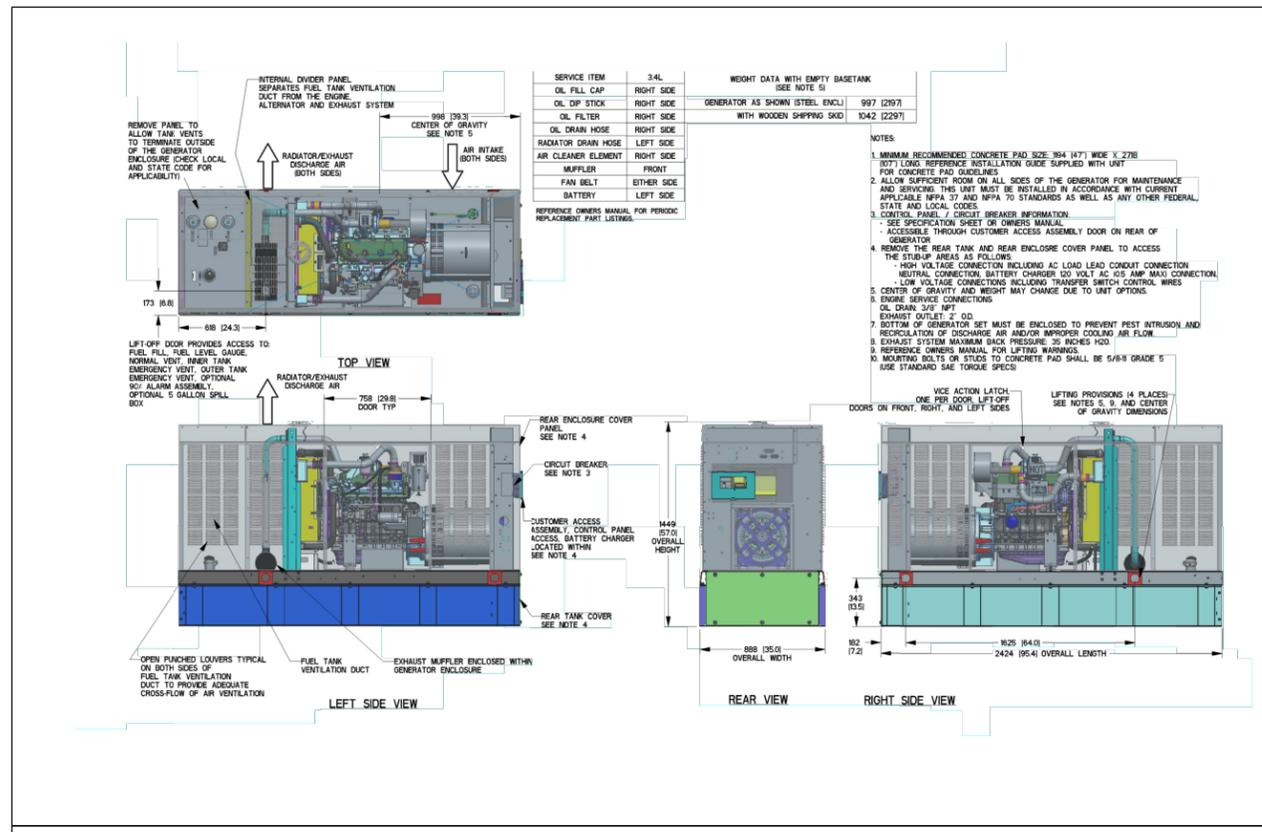 INTERNAL DIVIDER PANEL
SEPARATES FUEL TANK VENTILATION
DUCT FROM THE ENGINE,
ALTERNATOR AND EXHAUST SYSTEM
REMOVE PANEL TO
ALLOW TANK VENTS
TO TERMINATE OUTSIDE
OF THE GENERATOR
ENCLOSURE (CHECK LOCAL
AND STATE CODE FOR
APPLICABILITY)
RADIATOR/EXHAUST
DISCHARGE AIR
(BOTH SIDES)
998 [39.3]
CENTER OF GRAVITY
SEE NOTE 5
AIR INTAKE
(BOTH SIDES)
173 [6.8]
618 [24.3]
LIFT-OFF DOOR PROVIDES ACCESS TO:
FUEL FILL, FUEL LEVEL GAUGE,
NORMAL VENT, INNER TANK
EMERGENCY VENT, OUTER TANK
EMERGENCY VENT, OPTIONAL
90% ALARM ASSEMBLY,
OPTIONAL 5 GALLON SPILL
BOX
TOP VIEW
SERVICE ITEM 3.4L
OIL FILL CAP RIGHT SIDE
OIL DIP STICK RIGHT SIDE
OIL FILTER RIGHT SIDE
OIL DRAIN HOSE RIGHT SIDE
RADIATOR DRAIN HOSE LEFT SIDE
AIR CLEANER ELEMENT RIGHT SIDE
MUFFLER FRONT
FAN BELT EITHER SIDE
BATTERY LEFT SIDE
REFERENCE OWNERS MANUAL FOR PERIODIC
REPLACEMENT PART LISTINGS.
WEIGHT DATA WITH EMPTY BASETANK
(SEE NOTE 5)
GENERATOR AS SHOWN (STEEL ENCL) 997 [2197]
WITH WOODEN SHIPPING SKID 1042 [2297]
NOTES:
1. MINIMUM RECOMMENDED CONCRETE PAD SIZE: 1194 (47") WIDE X 2718
(107") LONG. REFERENCE INSTALLATION GUIDE SUPPLIED WITH UNIT
FOR CONCRETE PAD GUIDELINES
2. ALLOW SUFFICIENT ROOM ON ALL SIDES OF THE GENERATOR FOR MAINTENANCE
AND SERVICING. THIS UNIT MUST BE INSTALLED IN ACCORDANCE WITH CURRENT
APPLICABLE NFPA 37 AND NFPA 70 STANDARDS AS WELL AS ANY OTHER FEDERAL,
STATE AND LOCAL CODES.
3. CONTROL PANEL / CIRCUIT BREAKER INFORMATION:
- SEE SPECIFICATION SHEET OR OWNERS MANUAL
- ACCESSIBLE THROUGH CUSTOMER ACCESS ASSEMBLY DOOR ON REAR OF
GENERATOR
4. REMOVE THE REAR TANK AND REAR ENCLOSRE COVER PANEL TO ACCESS
THE STUB-UP AREAS AS FOLLOWS:
- HIGH VOLTAGE CONNECTION INCLUDING AC LOAD LEAD CONDUIT CONNECTION
NEUTRAL CONNECTION, BATTERY CHARGER 120 VOLT AC (0.5 AMP MAX) CONNECTION.
- LOW VOLTAGE CONNECTIONS INCLUDING TRANSFER SWITCH CONTROL WIRES
5. CENTER OF GRAVITY AND WEIGHT MAY CHANGE DUE TO UNIT OPTIONS.
6. ENGINE SERVICE CONNECTIONS
OIL DRAIN: 3/8" NPT
EXHAUST OUTLET: 2" O.D.
7. BOTTOM OF GENERATOR SET MUST BE ENCLOSED TO PREVENT PEST INTRUSION AND
RECIRCULATION OF DISCHARGE AIR AND/OR IMPROPER COOLING AIR FLOW.
8. EXHAUST SYSTEM MAXIMUM BACK PRESSURE: 35 INCHES H2O.
9. REFERENCE OWNERS MANUAL FOR LIFTING WARNINGS.
10. MOUNTING BOLTS OR STUDS TO CONCRETE PAD SHALL BE 5/8-11 GRADE 5
(USE STANDARD SAE TORQUE SPECS)
RADIATOR/EXHAUST
DISCHARGE AIR
758 [29.8]
DOOR TYP
REAR ENCLOSURE COVER
PANEL
SEE NOTE 4
CIRCUIT BREAKER
SEE NOTE 3
CUSTOMER ACCESS
ASSEMBLY, CONTROL PANEL
ACCESS, BATTERY CHARGER
LOCATED WITHIN
SEE NOTE 4
REAR TANK COVER
SEE NOTE 4
OPEN PUNCHED LOUVERS TYPICAL
ON BOTH SIDES OF
FUEL TANK VENTILATION
DUCT TO PROVIDE ADEQUATE
CROSS-FLOW OF AIR VENTILATION
FUEL TANK
VENTILATION DUCT
EXHAUST MUFFLER ENCLOSED WITHIN
GENERATOR ENCLOSURE
LEFT SIDE VIEW
1449
[57.0]
OVERALL
HEIGHT
888 [35.0]
OVERALL WIDTH
REAR VIEW
VICE ACTION LATCH,
ONE PER DOOR, LIFT-OFF
DOORS ON FRONT, RIGHT, AND LEFT SIDES
LIFTING PROVISIONS (4 PLACES)
SEE NOTES 5, 9, AND CENTER
OF GRAVITY DIMENSIONS
343
[13.5]
182
[7.2]
1625 [64.0]
2424 [95.4] OVERALL LENGTH
RIGHT SIDE VIEW